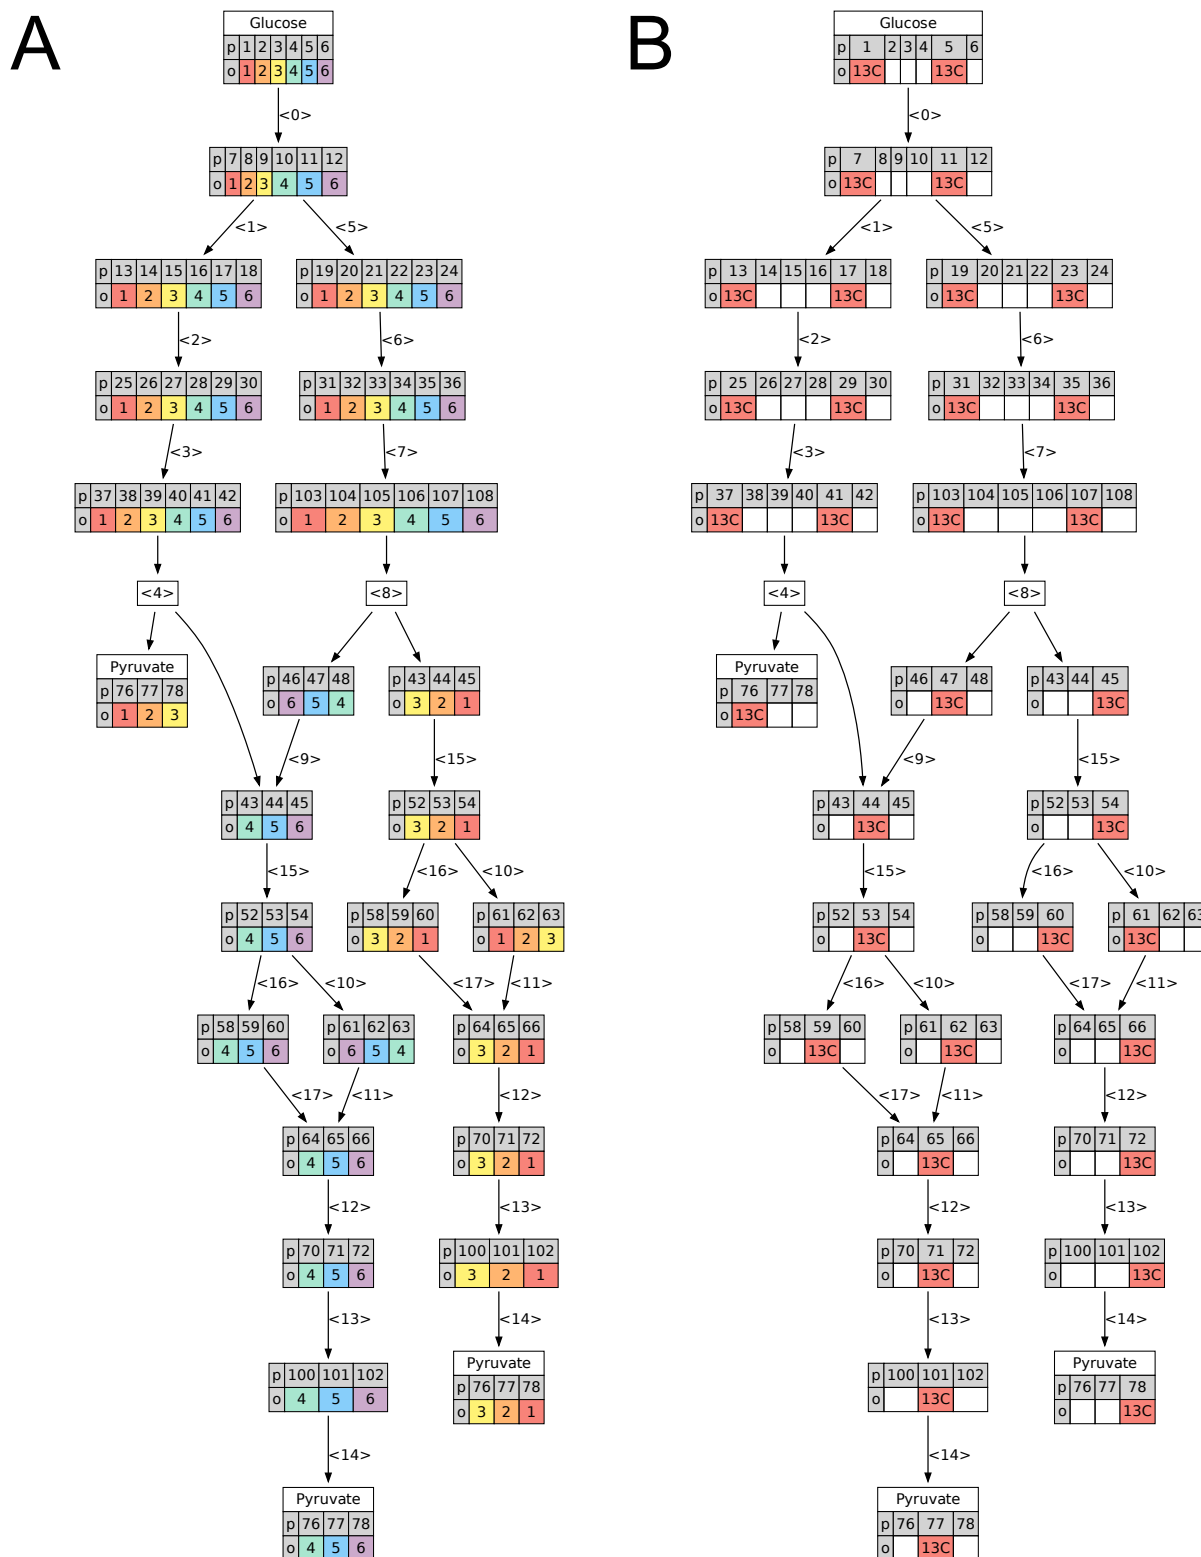 A
Glucose
p 1 2 3 4 5 6
o 1 2 3 4 5 6
<0>
p 7 8 9 10 11 12
o 1 2 3 4 5 6
<1> <5>
p 13 14 15 16 17 18
o 1 2 3 4 5 6
p 19 20 21 22 23 24
o 1 2 3 4 5 6
<2> <6>
p 25 26 27 28 29 30
o 1 2 3 4 5 6
p 31 32 33 34 35 36
o 1 2 3 4 5 6
<3> <7>
p 37 38 39 40 41 42
o 1 2 3 4 5 6
p 103 104 105 106 107 108
o 1 2 3 4 5 6
<4> <8>
Pyruvate
p 76 77 78
o 1 2 3
p 46 47 48
o 6 5 4
p 43 44 45
o 3 2 1
<9> <15>
p 43 44 45
o 4 5 6
p 52 53 54
o 3 2 1
<15> <16> <10>
p 52 53 54
o 4 5 6
p 58 59 60
o 3 2 1
p 61 62 63
o 1 2 3
<16> <10> <17> <11>
p 58 59 60
o 4 5 6
p 61 62 63
o 6 5 4
p 64 65 66
o 3 2 1
<17> <11> <12>
p 64 65 66
o 4 5 6
p 70 71 72
o 3 2 1
<12> <13>
p 70 71 72
o 4 5 6
p 100 101 102
o 3 2 1
<13> <14>
p 100 101 102
o 4 5 6
Pyruvate
p 76 77 78
o 3 2 1
<14>
Pyruvate
p 76 77 78
o 4 5 6
B
Glucose
p 1 2 3 4 5 6
o 13C 13C
<0>
p 7 8 9 10 11 12
o 13C 13C
<1> <5>
p 13 14 15 16 17 18
o 13C 13C
p 19 20 21 22 23 24
o 13C 13C
<2> <6>
p 25 26 27 28 29 30
o 13C 13C
p 31 32 33 34 35 36
o 13C 13C
<3> <7>
p 37 38 39 40 41 42
o 13C 13C
p 103 104 105 106 107 108
o 13C 13C
<4> <8>
Pyruvate
p 76 77 78
o 13C
p 46 47 48
o 13C
p 43 44 45
o 13C
<9> <15>
p 43 44 45
o 13C
p 52 53 54
o 13C
<15> <16> <10>
p 52 53 54
o 13C
p 58 59 60
o 13C
p 61 62 63
o 13C
<16> <10> <17> <11>
p 58 59 60
o 13C
p 61 62 63
o 13C
p 64 65 66
o 13C
<17> <11> <12>
p 64 65 66
o 13C
p 70 71 72
o 13C
<12> <13>
p 70 71 72
o 13C
p 100 101 102
o 13C
<13> <14>
p 100 101 102
o 13C
Pyruvate
p 76 77 78
o 13C
<14>
Pyruvate
p 76 77 78
o 13C